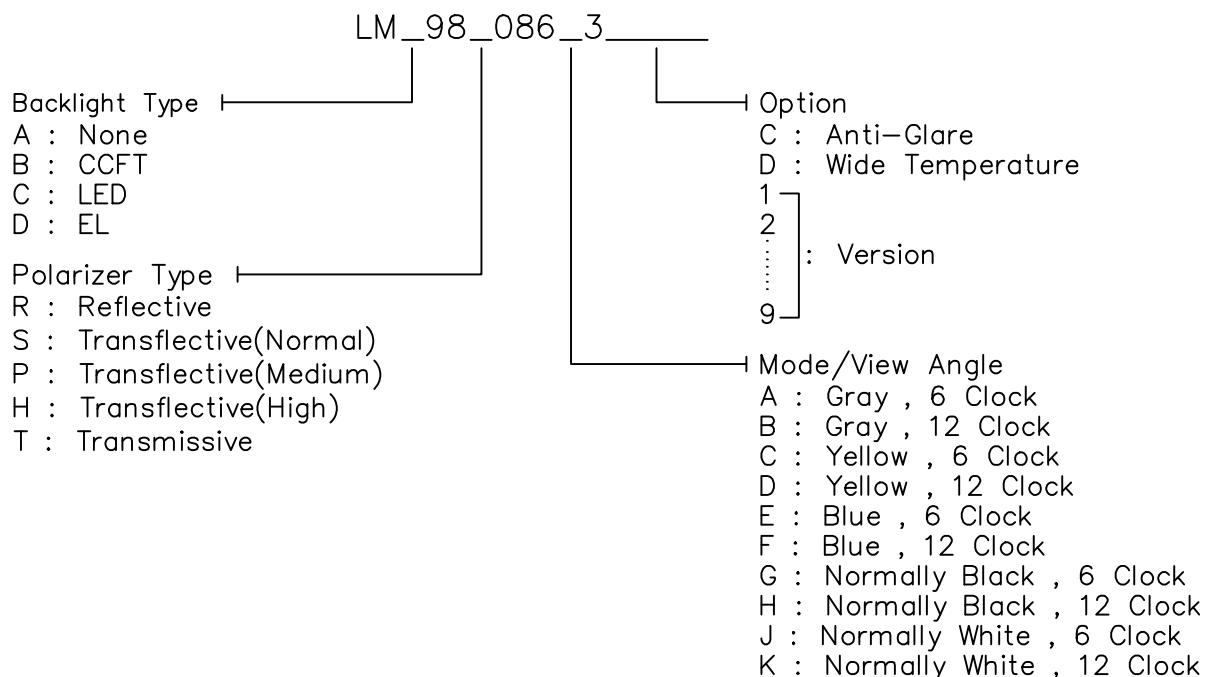 LM_98_086_3_____
Backlight Type
A : None
B : CCFT
C : LED
D : EL
Polarizer Type
R : Reflective
S : Transflective(Normal)
P : Transflective(Medium)
H : Transflective(High)
T : Transmissive
Option
C : Anti-Glare
D : Wide Temperature
1
2
: Version
9
Mode/View Angle
A : Gray , 6 Clock
B : Gray , 12 Clock
C : Yellow , 6 Clock
D : Yellow , 12 Clock
E : Blue , 6 Clock
F : Blue , 12 Clock
G : Normally Black , 6 Clock
H : Normally Black , 12 Clock
J : Normally White , 6 Clock
K : Normally White , 12 Clock